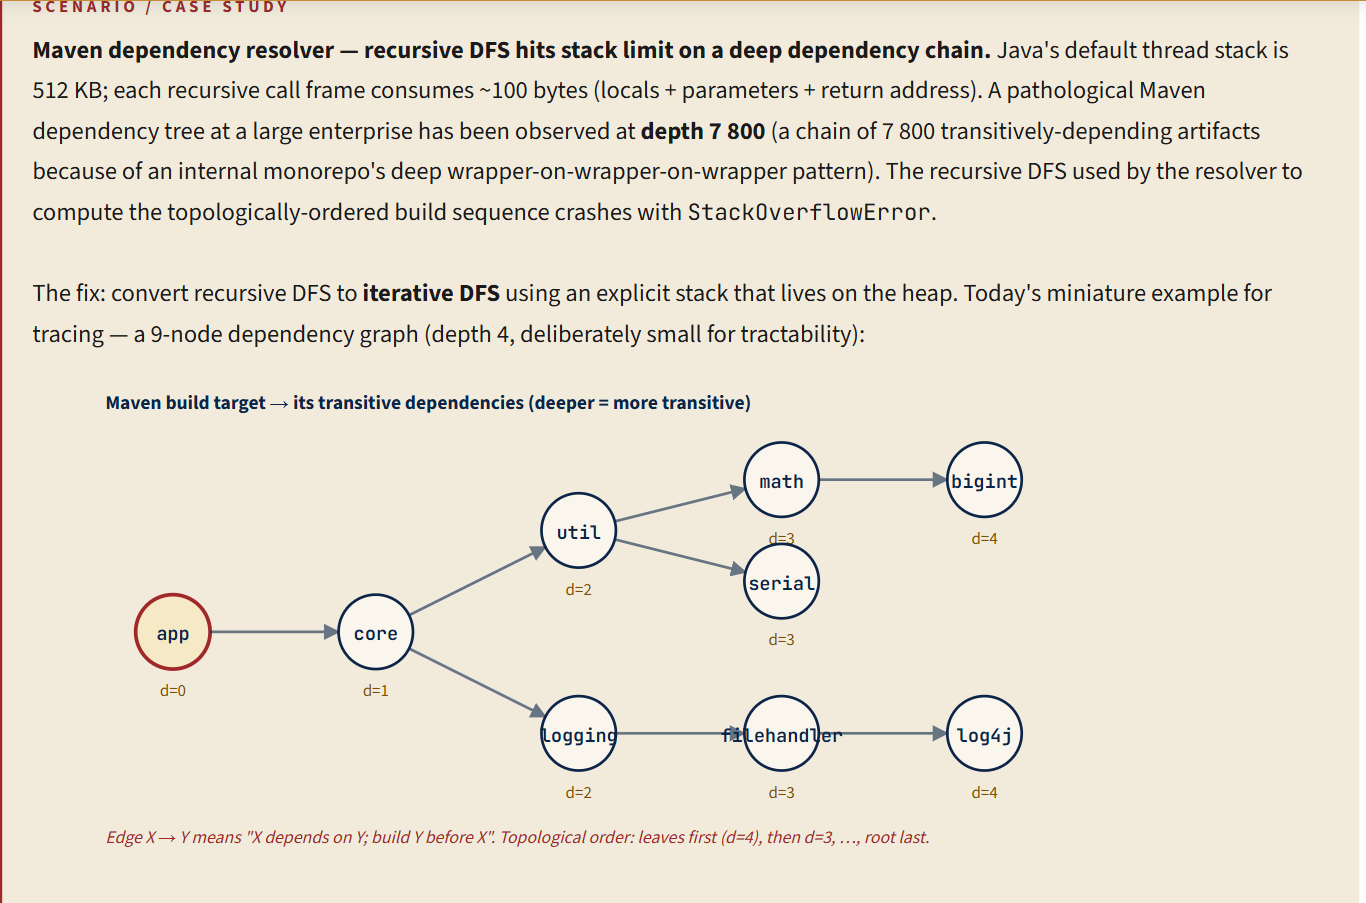 SCENARIO / CASE STUDY
Maven dependency resolver — recursive DFS hits stack limit on a deep dependency chain. Java's default thread stack is
512 KB; each recursive call frame consumes ~100 bytes (locals + parameters + return address). A pathological Maven
dependency tree at a large enterprise has been observed at depth 7 800 (a chain of 7 800 transitively-depending artifacts
because of an internal monorepo's deep wrapper-on-wrapper-on-wrapper pattern). The recursive DFS used by the resolver to
compute the topologically-ordered build sequence crashes with StackOverflowError.
The fix: convert recursive DFS to iterative DFS using an explicit stack that lives on the heap. Today's miniature example for
tracing — a 9-node dependency graph (depth 4, deliberately small for tractability):
Maven build target → its transitive dependencies (deeper = more transitive)
math
bigint
d=3
d=4
util
d=2
serial
d=3
app
d=0
core
d=1
logging
d=2
filehandler
d=3
log4j
d=4
Edge X → Y means "X depends on Y; build Y before X". Topological order: leaves first (d=4), then d=3, …, root last.